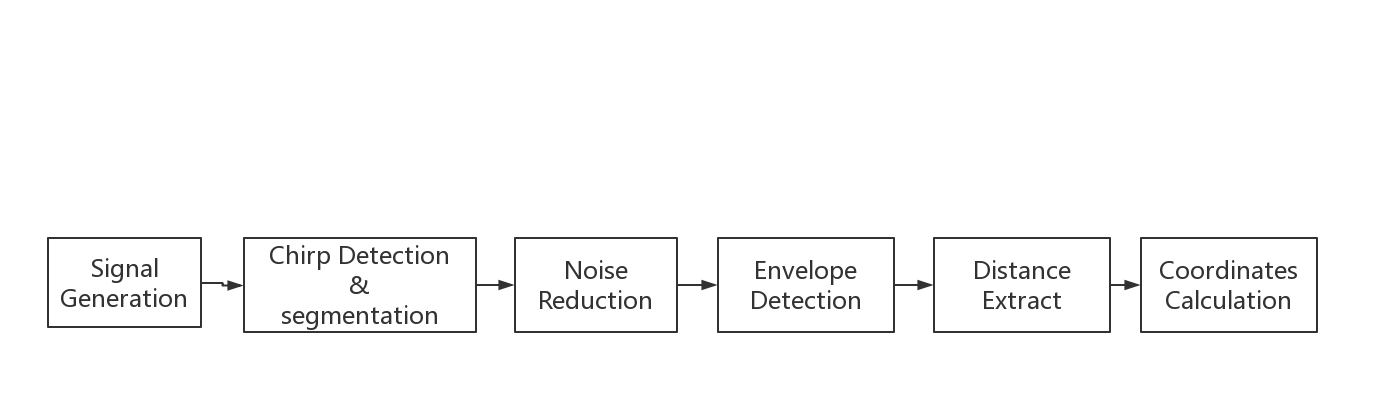 Signal
Generation
Chirp Detection
&
segmentation
Noise
Reduction
Envelope
Detection
Distance
Extract
Coordinates
Calculation